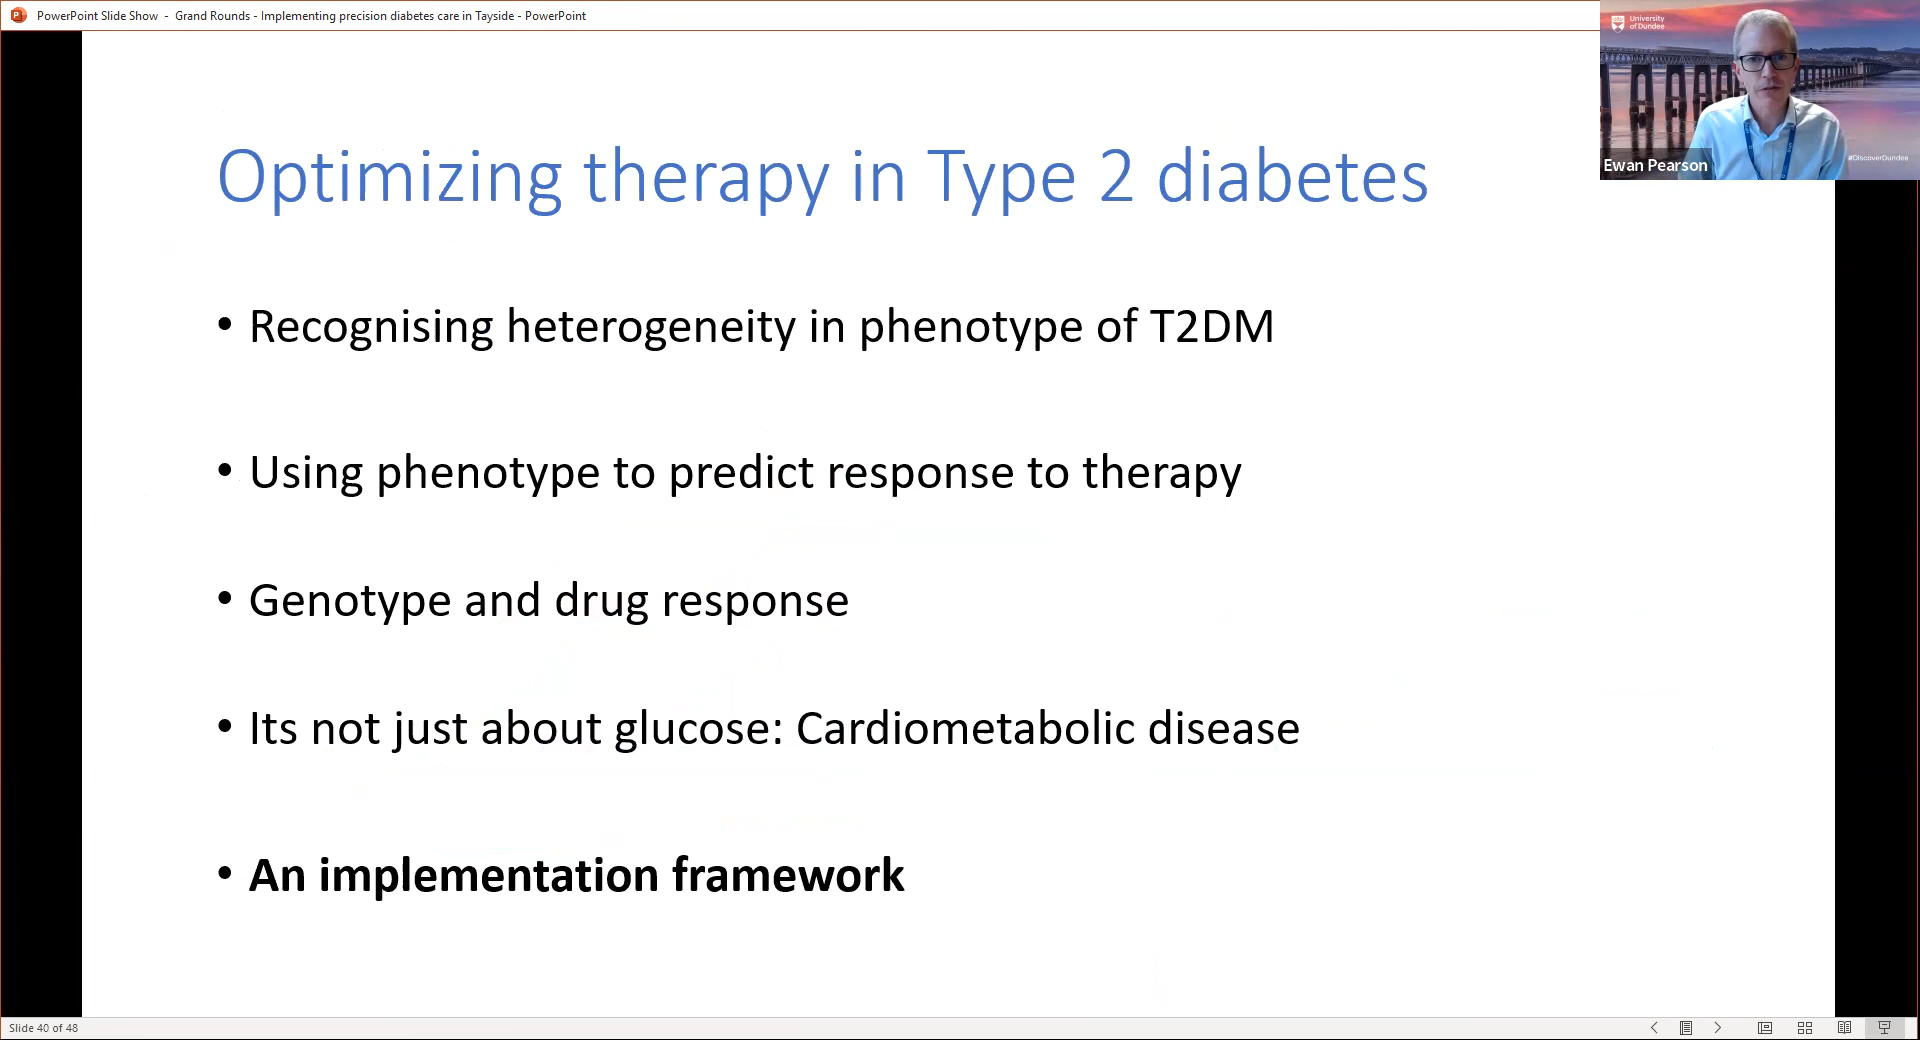 PowerPoint Slide Show - Grand Rounds - Implementing precision diabetes care in Tayside - PowerPoint
University
of Dundee
#DiscoverDundee
Ewan Pearson
Optimizing therapy in Type 2 diabetes
• Recognising heterogeneity in phenotype of T2DM
• Using phenotype to predict response to therapy
• Genotype and drug response
• Its not just about glucose: Cardiometabolic disease
• An implementation framework
Slide 40 of 48